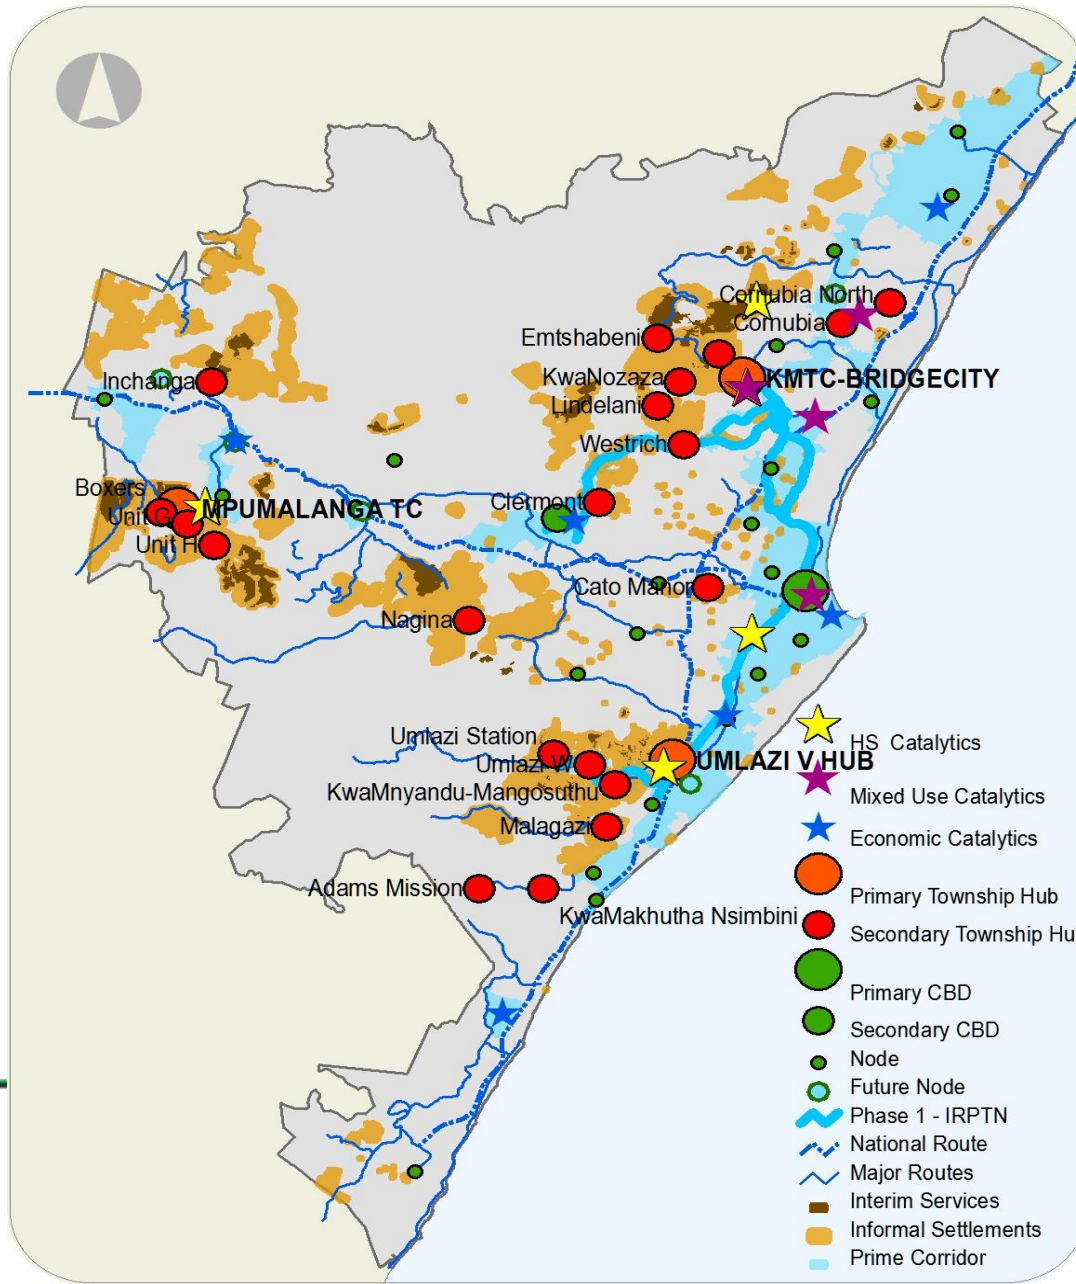 Cornubia North
Cornubia
Emtshabeni
KwaNozaza
KMTC-BRIDGECITY
Inchanga
Lindelani
Westrich
Boxers
Clermont
MPUMALANGA TC
Unit G
Unit H
Cato Manor
Nagina
Umlazi Station
UMLAZI V HUB
Umlazi W
KwaMnyandu-Mangosuthu
Malagazi
Adams Mission
KwaMakhutha Nsimbini
HS Catalytics
Mixed Use Catalytics
Economic Catalytics
Primary Township Hub
Secondary Township Hu
Primary CBD
Secondary CBD
Node
Future Node
Phase 1 - IRPTN
National Route
Major Routes
Interim Services
Informal Settlements
Prime Corridor